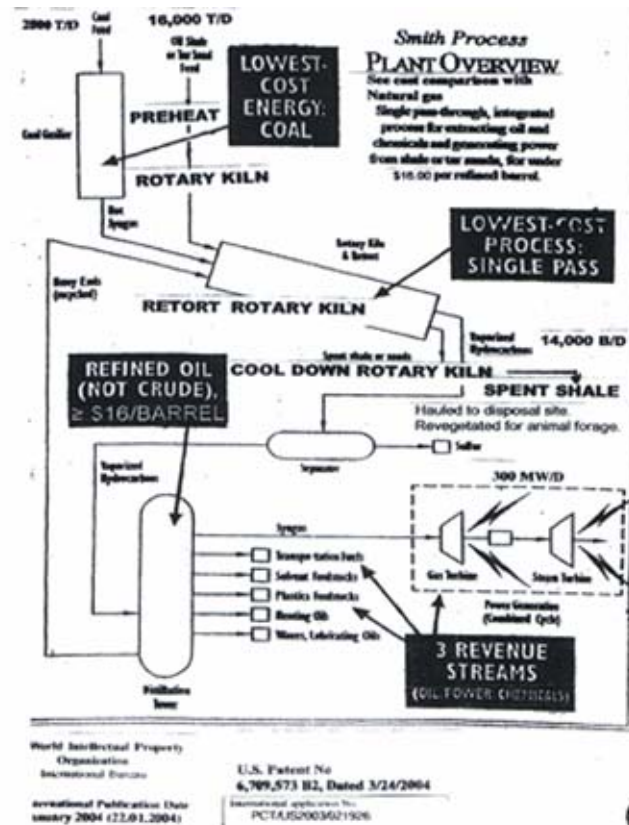 2800 T/D
Coal
Feed
16,000 T/D
Oil Shale
or Tar Sand
Feed
Smith Process
PLANT OVERVIEW
See cost comparison with
Natural gas
Single pass-through, integrated
process for extracting oil and
chemicals and generating power
from shale or tar sands, for under
$16.00 per refined barrel.
LOWEST-
COST
ENERGY:
COAL
PREHEAT
Coal Gasifier
ROTARY KILN
Hot
Syngas
LOWEST-COST
PROCESS:
SINGLE PASS
Rotary Kiln
& Retort
Heavy Ends
(recycled)
RETORT ROTARY KILN
Vaporized
Hydrocarbons
14,000 B/D
Spent shale or sands
COOL DOWN ROTARY KILN
REFINED OIL
(NOT CRUDE),
≥ $16/BARREL
SPENT SHALE
Hauled to disposal site.
Revegetated for animal forage.
Separator
Sulfur
Vaporized
Hydrocarbons
300 MW/D
Syngas
Transportation Fuels
Solvent Feedstocks
Plastics Feedstocks
Heating Oils
Waxes, Lubricating Oils
Gas Turbine
Steam Turbine
Power Generation
(Combined Cycle)
3 REVENUE
STREAMS
(OIL, POWER, CHEMICALS)
Distillation
Tower
World Intellectual Property
Organization
International Bureau
U.S. Patent No
6,709,573 B2, Dated 3/24/2004
International Publication Date
January 2004 (22.01.2004)
International application No.
PCT/US2003/021926